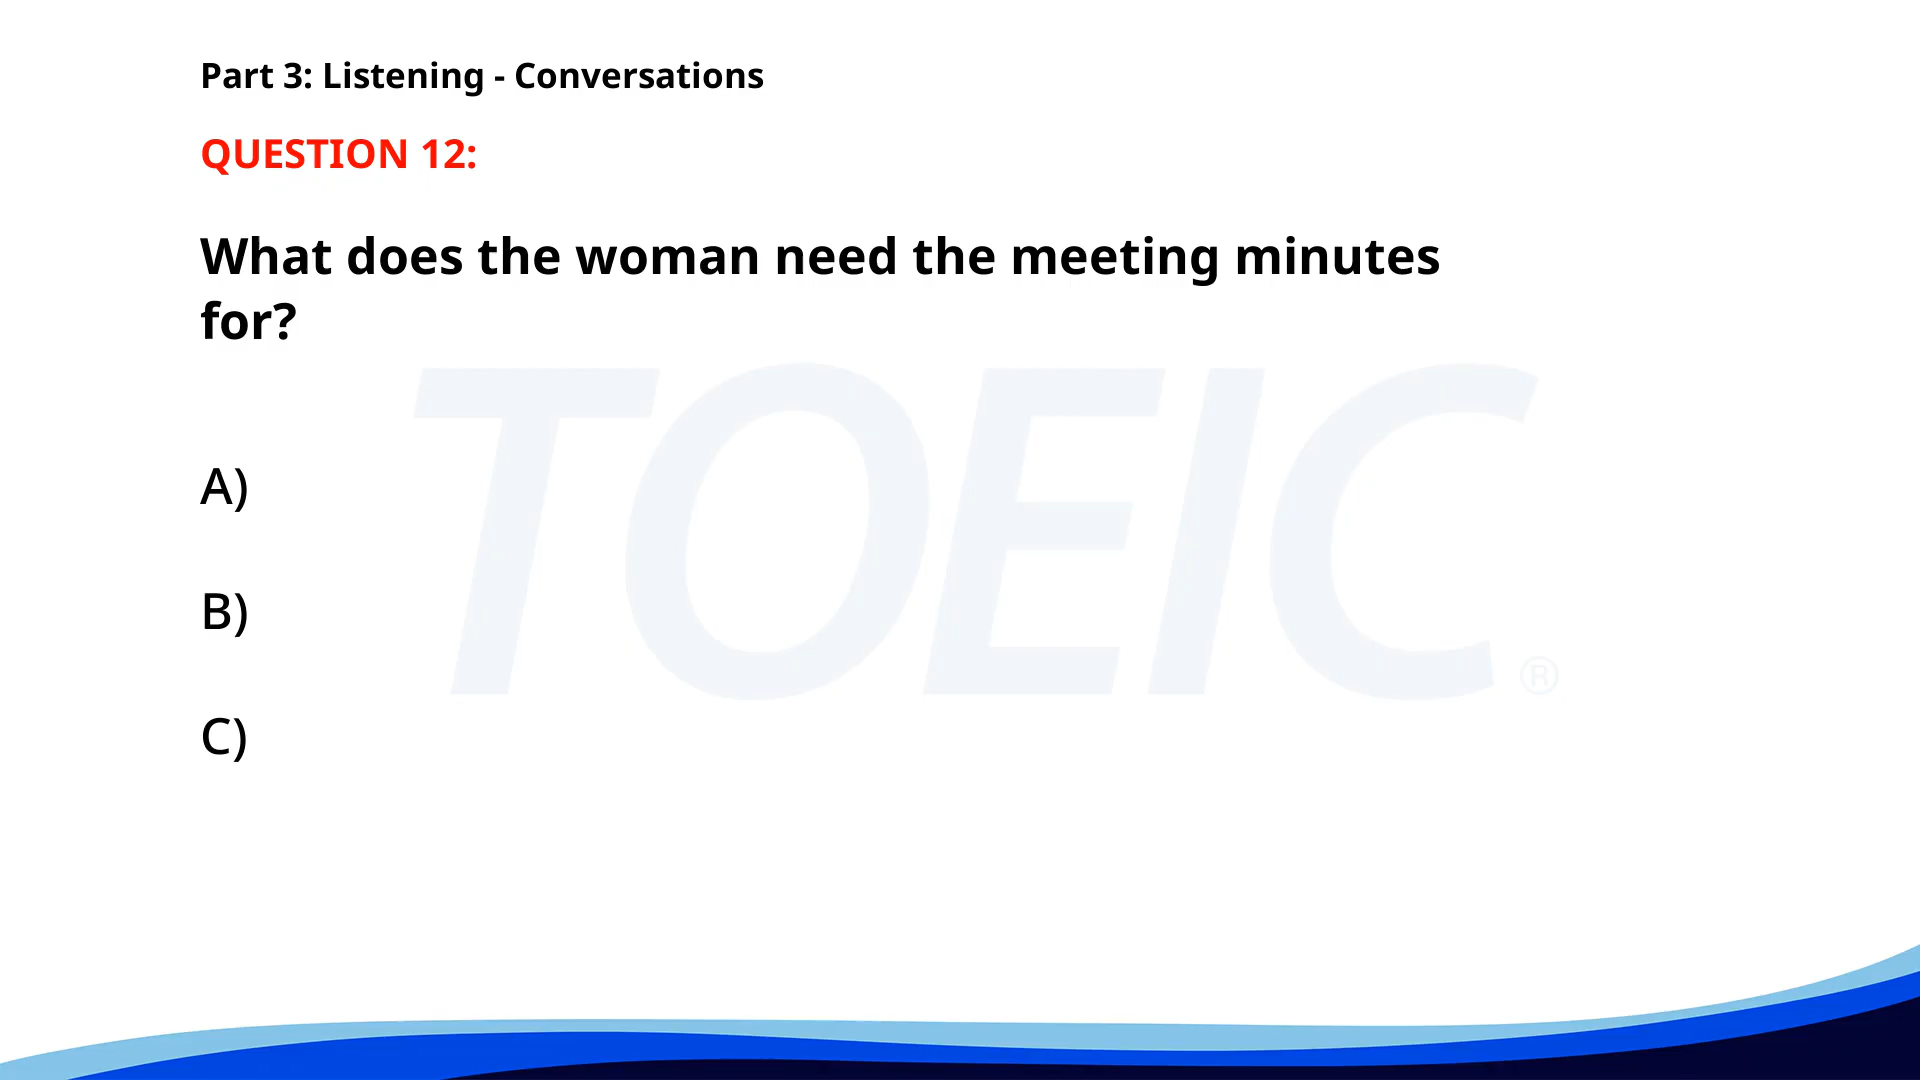 Part 3: Listening - Conversations
QUESTION 12:
What does the woman need the meeting minutes
for?
TOEIC®
A)
B)
C)